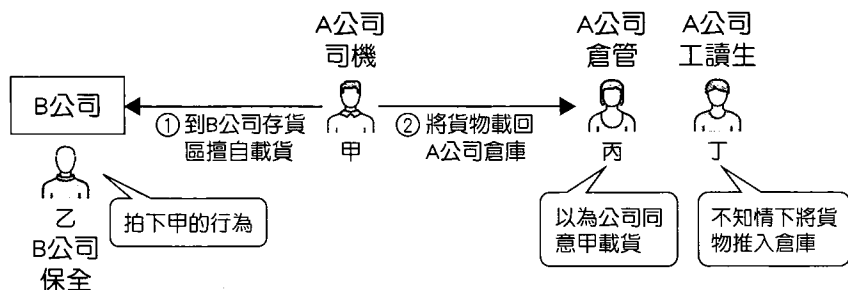 A公司
司機
A公司
倉管
A公司
工讀生
B公司
①到B公司存貨
區擅自載貨
甲
②將貨物載回
A公司倉庫
丙
丁
乙
B公司
保全
拍下甲的行為
以為公司同
意甲載貨
不知情下將貨
物推入倉庫